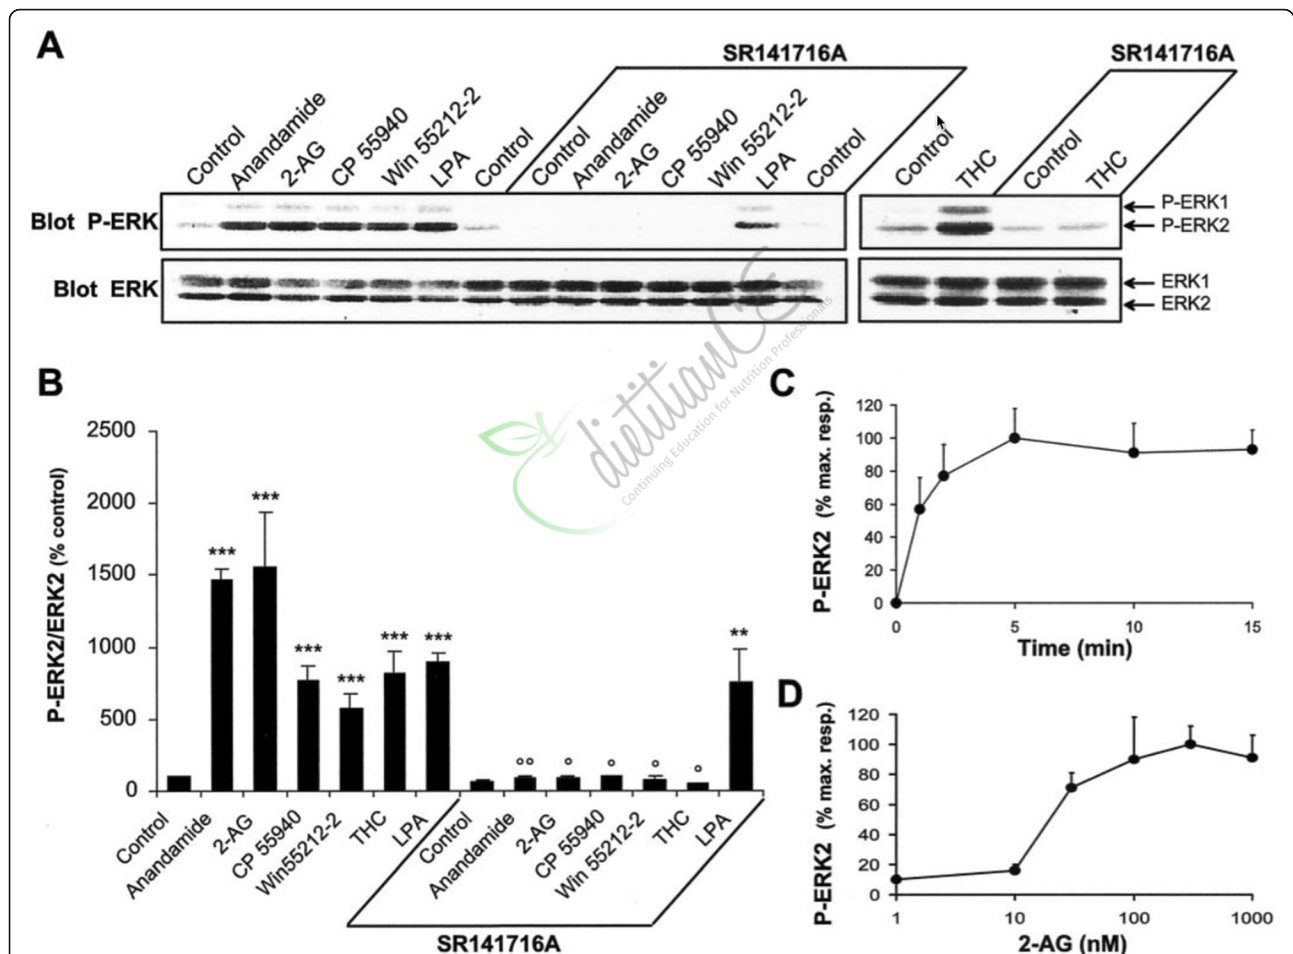 A
SR141716A
SR141716A
Control
Anandamide
2-AG
CP 55940
Win 55212-2
LPA
Control
Control
Anandamide
2-AG
CP 55940
Win 55212-2
LPA
Control
Control
THC
Control
THC
Blot P-ERK
P-ERK1
P-ERK2
Blot ERK
ERK1
ERK2
dietitianCE
Continuing Education for Nutrition Professionals
B
P-ERK2/ERK2 (% control)
2500
2000
1500
1000
500
0
***
***
***
***
***
***
**
°°
°
°
°
°
Control
Anandamide
2-AG
CP 55940
Win55212-2
THC
LPA
Control
Anandamide
2-AG
CP 55940
Win 55212-2
THC
LPA
SR141716A
C
P-ERK2 (% max. resp.)
120
100
80
60
40
20
0
0 5 10 15
Time (min)
D
P-ERK2 (% max. resp.)
120
100
80
60
40
20
0
1 10 100 1000
2-AG (nM)